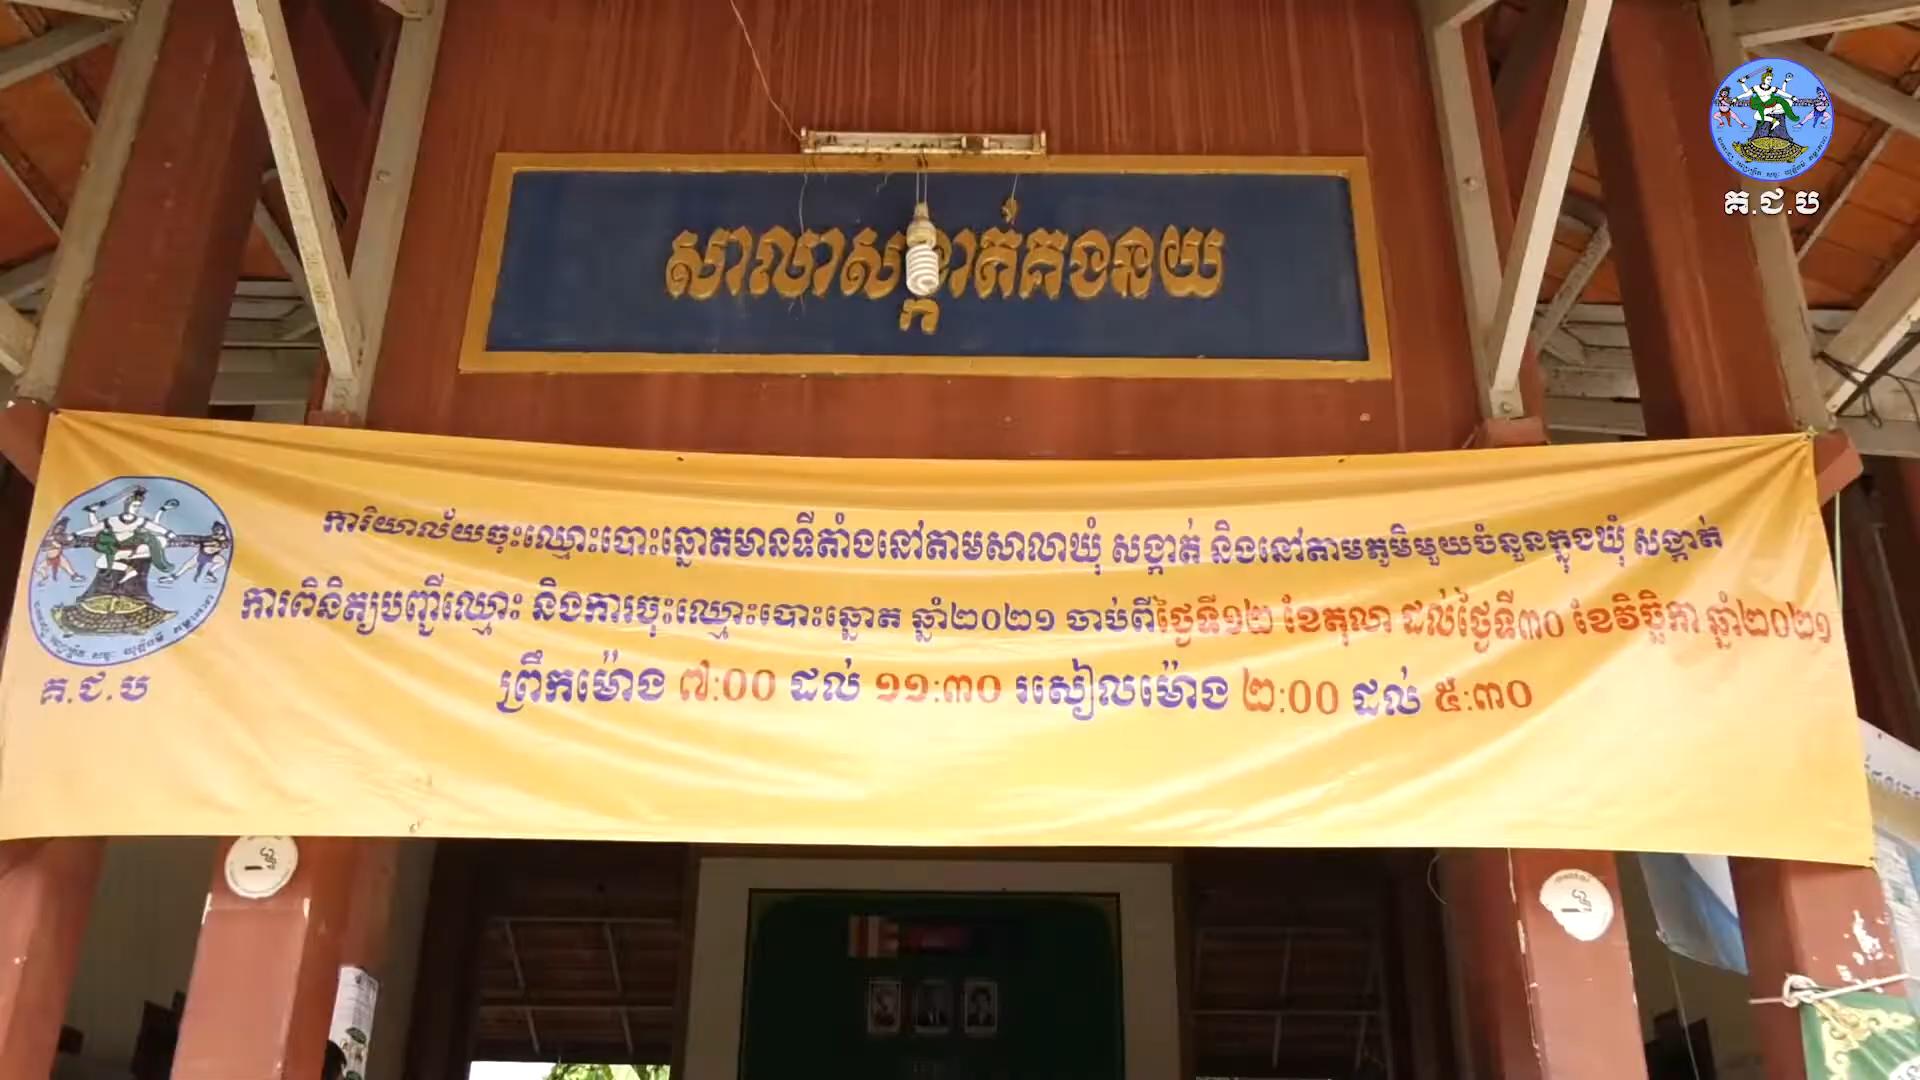 គ.ជ.ប
សាលាសង្កាត់គងនយ
ការិយាល័យចុះឈ្មោះបោះឆ្នោតមានទីតាំងនៅតាមសាលាឃុំ សង្កាត់ និងនៅតាមភូមិមួយចំនួនក្នុងឃុំ សង្កាត់
ការពិនិត្យបញ្ជីឈ្មោះ និងការចុះឈ្មោះបោះឆ្នោត ឆ្នាំ២០២១ ចាប់ពីថ្ងៃទី១២ ខែតុលា ដល់ថ្ងៃទី៣០ ខែវិច្ឆិកា ឆ្នាំ២០២១
ព្រឹកម៉ោង ៧:០០ ដល់ ១១:៣០ រសៀលម៉ោង ២:០០ ដល់ ៥:៣០
គ.ជ.ប